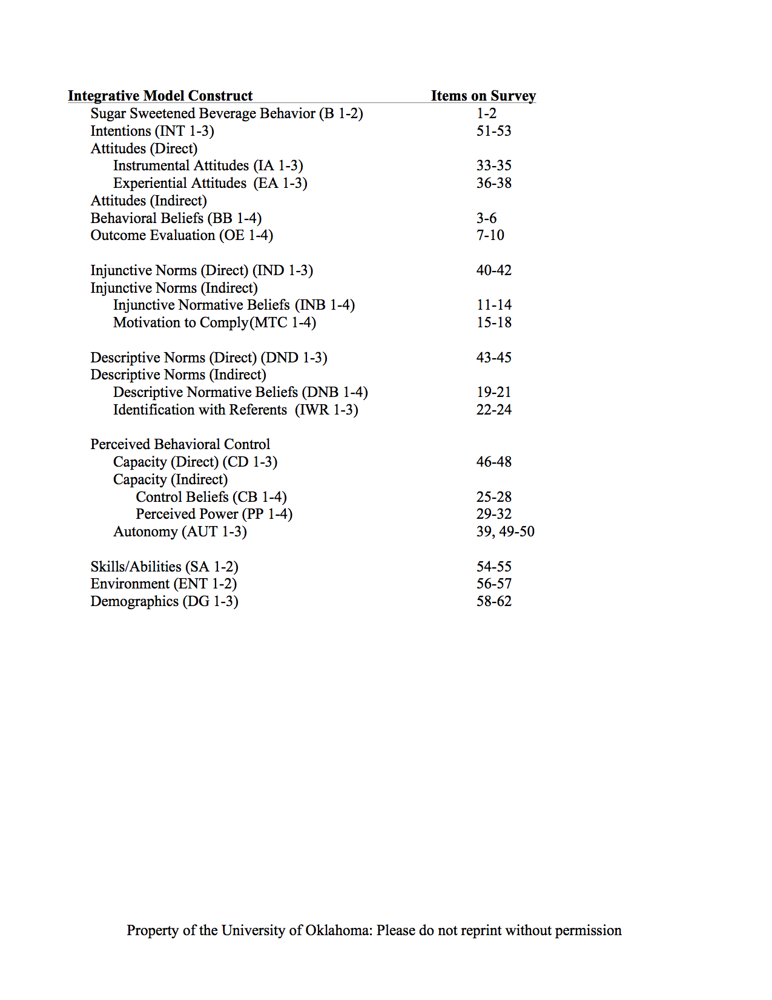 Integrative Model Construct Items on Survey
Sugar Sweetened Beverage Behavior (B 1-2) 1-2
Intentions (INT 1-3) 51-53
Attitudes (Direct)
Instrumental Attitudes (IA 1-3) 33-35
Experiential Attitudes (EA 1-3) 36-38
Attitudes (Indirect)
Behavioral Beliefs (BB 1-4) 3-6
Outcome Evaluation (OE 1-4) 7-10
Injunctive Norms (Direct) (IND 1-3) 40-42
Injunctive Norms (Indirect)
Injunctive Normative Beliefs (INB 1-4) 11-14
Motivation to Comply(MTC 1-4) 15-18
Descriptive Norms (Direct) (DND 1-3) 43-45
Descriptive Norms (Indirect)
Descriptive Normative Beliefs (DNB 1-4) 19-21
Identification with Referents (IWR 1-3) 22-24
Perceived Behavioral Control
Capacity (Direct) (CD 1-3) 46-48
Capacity (Indirect)
Control Beliefs (CB 1-4) 25-28
Perceived Power (PP 1-4) 29-32
Autonomy (AUT 1-3) 39, 49-50
Skills/Abilities (SA 1-2) 54-55
Environment (ENT 1-2) 56-57
Demographics (DG 1-3) 58-62
Property of the University of Oklahoma: Please do not reprint without permission